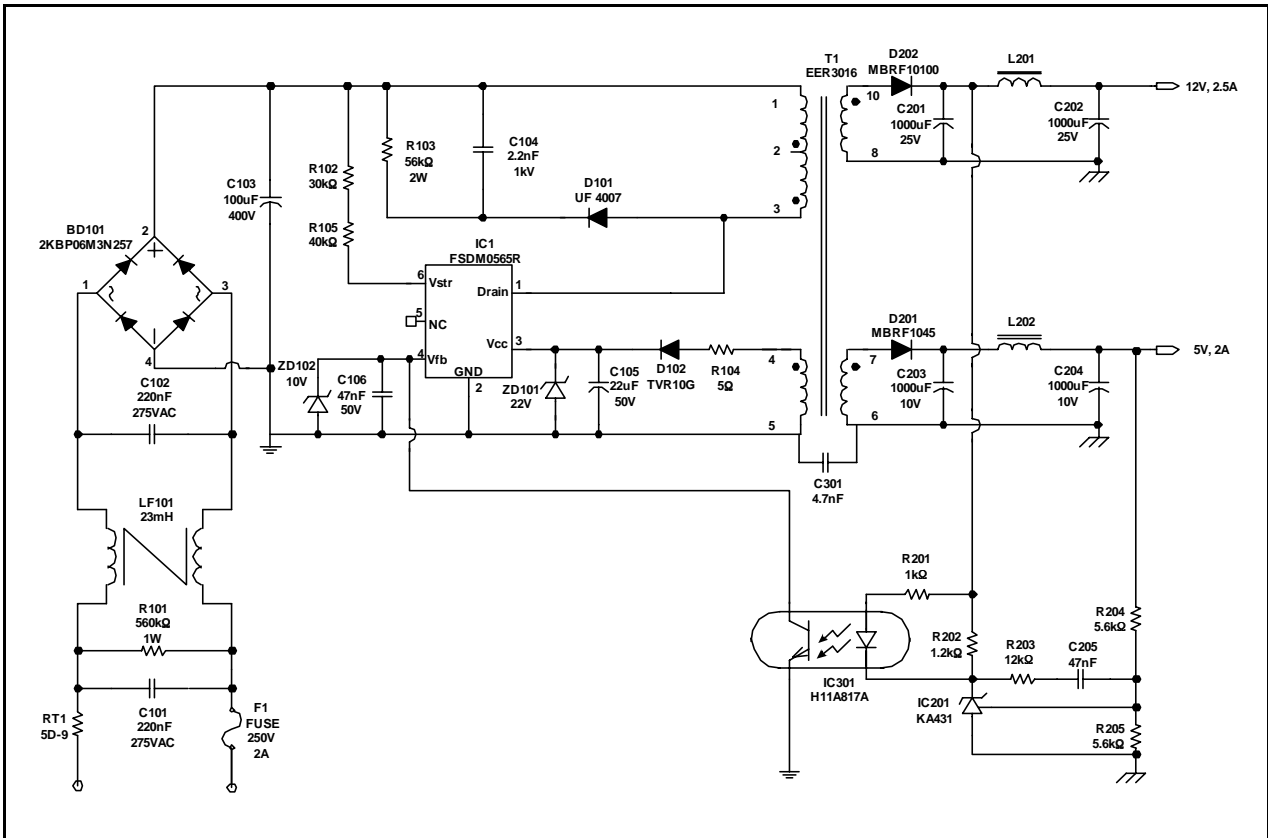 T1
EER3016
D202
MBRF10100
L201
1
10
C201
1000uF
25V
C202
1000uF
25V
12V, 2.5A
R103
56kΩ
2W
C104
2.2nF
1kV
2
8
R102
30kΩ
C103
100uF
400V
D101
UF 4007
3
R105
40kΩ
BD101
2KBP06M3N257
2
1
3
4
IC1
FSDM0565R
6
Vstr
Drain
1
5
NC
Vcc
3
4
Vfb
GND
2
D201
MBRF1045
L202
7
5V, 2A
4
C203
1000uF
10V
C204
1000uF
10V
6
5
ZD102
10V
C106
47nF
50V
ZD101
22V
C105
22uF
50V
D102
TVR10G
R104
5Ω
C102
220nF
275VAC
C301
4.7nF
LF101
23mH
R101
560kΩ
1W
C101
220nF
275VAC
RT1
5D-9
F1
FUSE
250V
2A
R201
1kΩ
R202
1.2kΩ
R203
12kΩ
C205
47nF
R204
5.6kΩ
IC301
H11A817A
IC201
KA431
R205
5.6kΩ